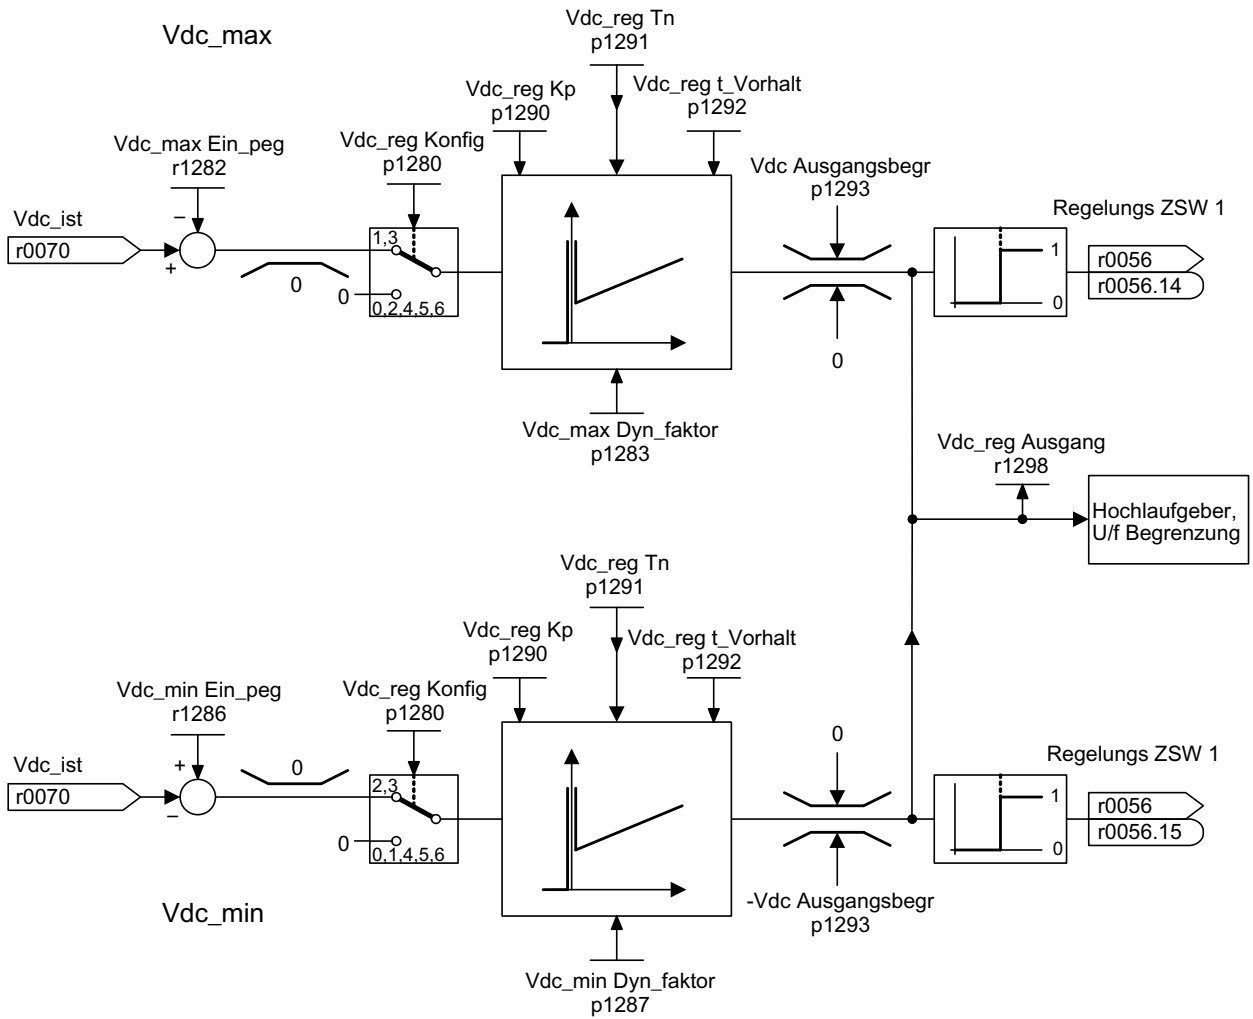 Vdc_max
Vdc_reg Tn
p1291
Vdc_reg Kp
p1290
Vdc_reg t_Vorhalt
p1292
Vdc_max Ein_peg
r1282
Vdc_reg Konfig
p1280
Vdc Ausgangsbegr
p1293
Regelungs ZSW 1
Vdc_ist
r0070
–
+
0
1,3
0
0,2,4,5,6
0
1
0
r0056
r0056.14
Vdc_max Dyn_faktor
p1283
Vdc_reg Ausgang
r1298
Hochlaufgeber,
U/f Begrenzung
Vdc_reg Tn
p1291
Vdc_reg Kp
p1290
Vdc_reg t_Vorhalt
p1292
Vdc_min Ein_peg
r1286
Vdc_reg Konfig
p1280
0
Regelungs ZSW 1
Vdc_ist
r0070
+
–
0
2,3
0
0,1,4,5,6
1
0
r0056
r0056.15
-Vdc Ausgangsbegr
p1293
Vdc_min
Vdc_min Dyn_faktor
p1287